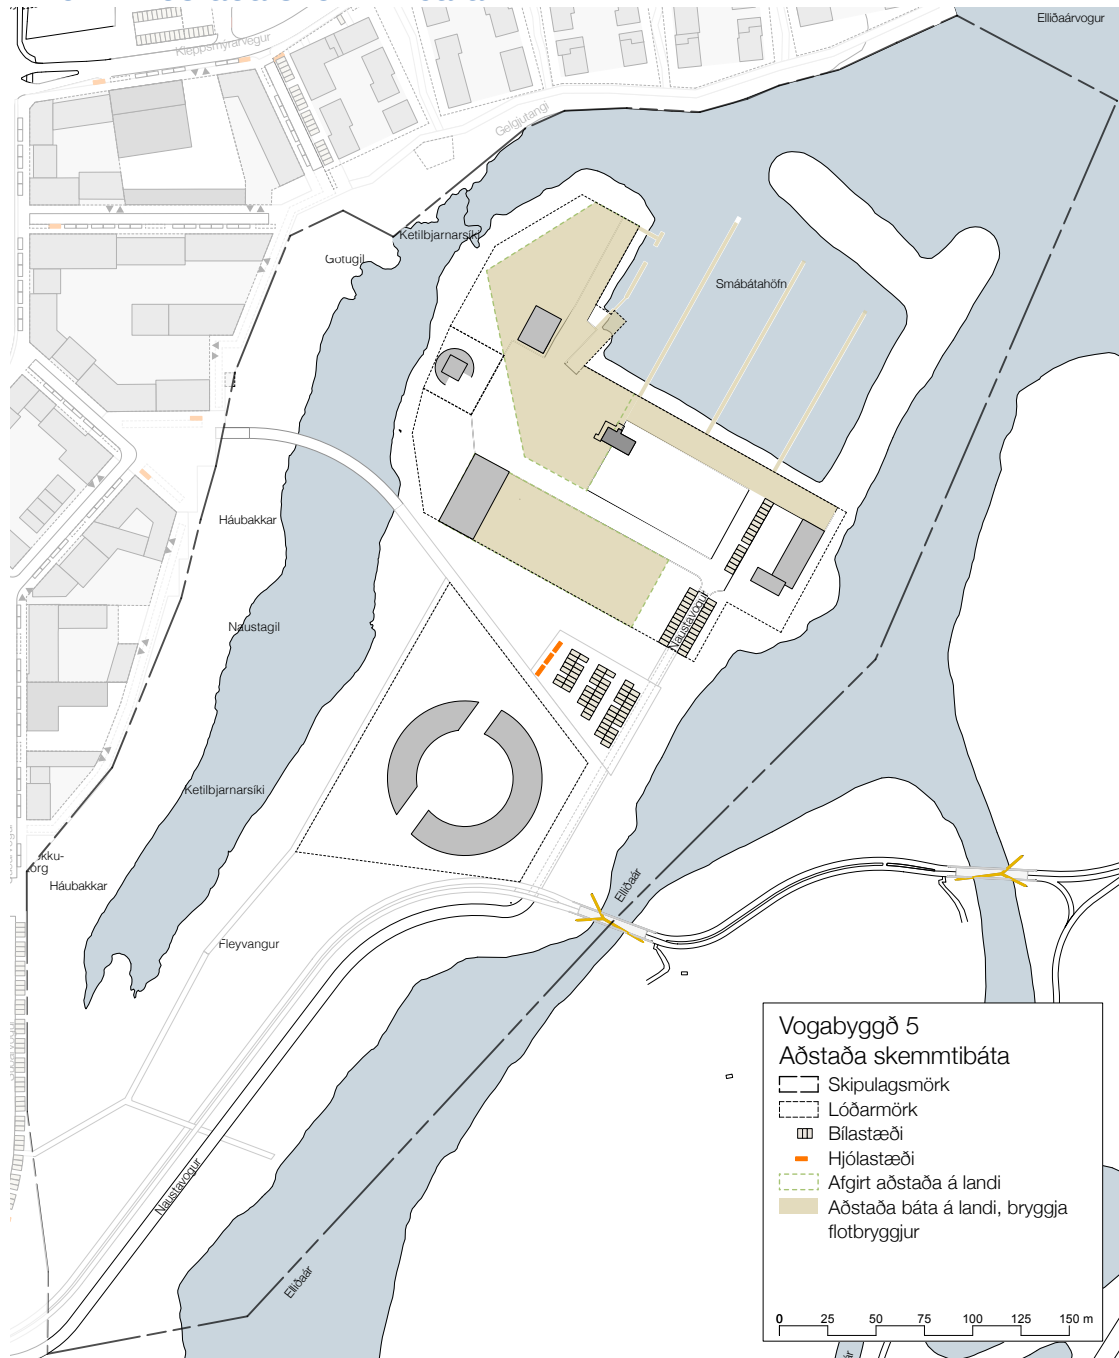 Elliðaárvogur
Kleppsmýrarvegur
Gelgjutangi
Ketilbjarnarsíki
Götugil
Smábátahöfn
Háubakkar
Naustavogur
Naustagil
Ketilbjarnarsíki
Háubakkar
Elliðaár
Fleyvangur
Naustavogur
Elliðaár
Vogabyggð 5
Aðstaða skemmtibáta
Skipulagsmörk
Lóðarmörk
Bílastæði
Hjólastæði
Afgirt aðstaða á landi
Aðstaða báta á landi, bryggja
flotbryggjur
0 25 50 75 100 125 150 m